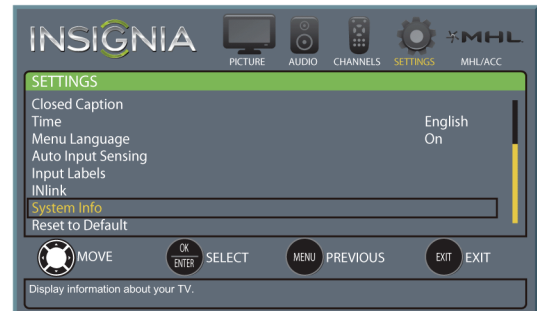 INSIGNIA
MHL
PICTURE AUDIO CHANNELS SETTINGS MHL/ACC
SETTINGS
Closed Caption
Time English
Menu Language On
Auto Input Sensing
Input Labels
INlink
System Info
Reset to Default
MOVE OK ENTER SELECT MENU PREVIOUS EXIT EXIT
Display information about your TV.